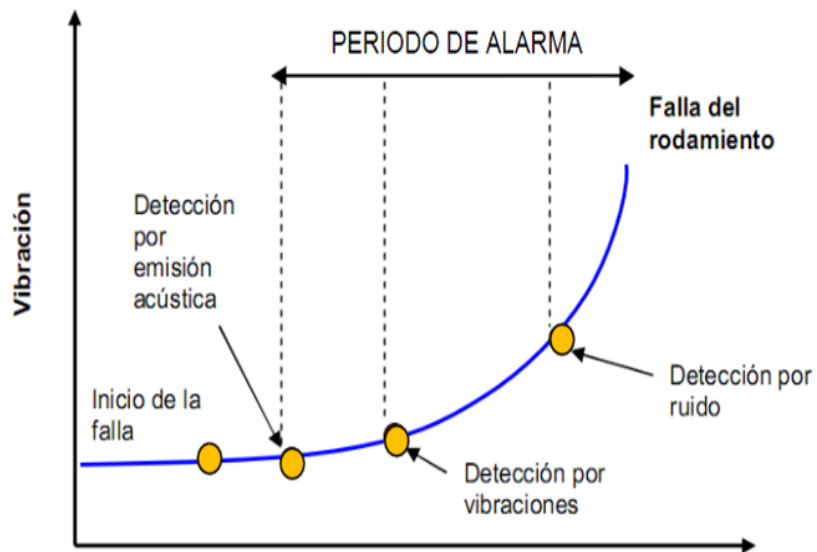 PERIODO DE ALARMA
Falla del
rodamiento
Detección
por
emisión
acústica
Vibración
Inicio de la
falla
Detección por
ruido
Detección por
vibraciones